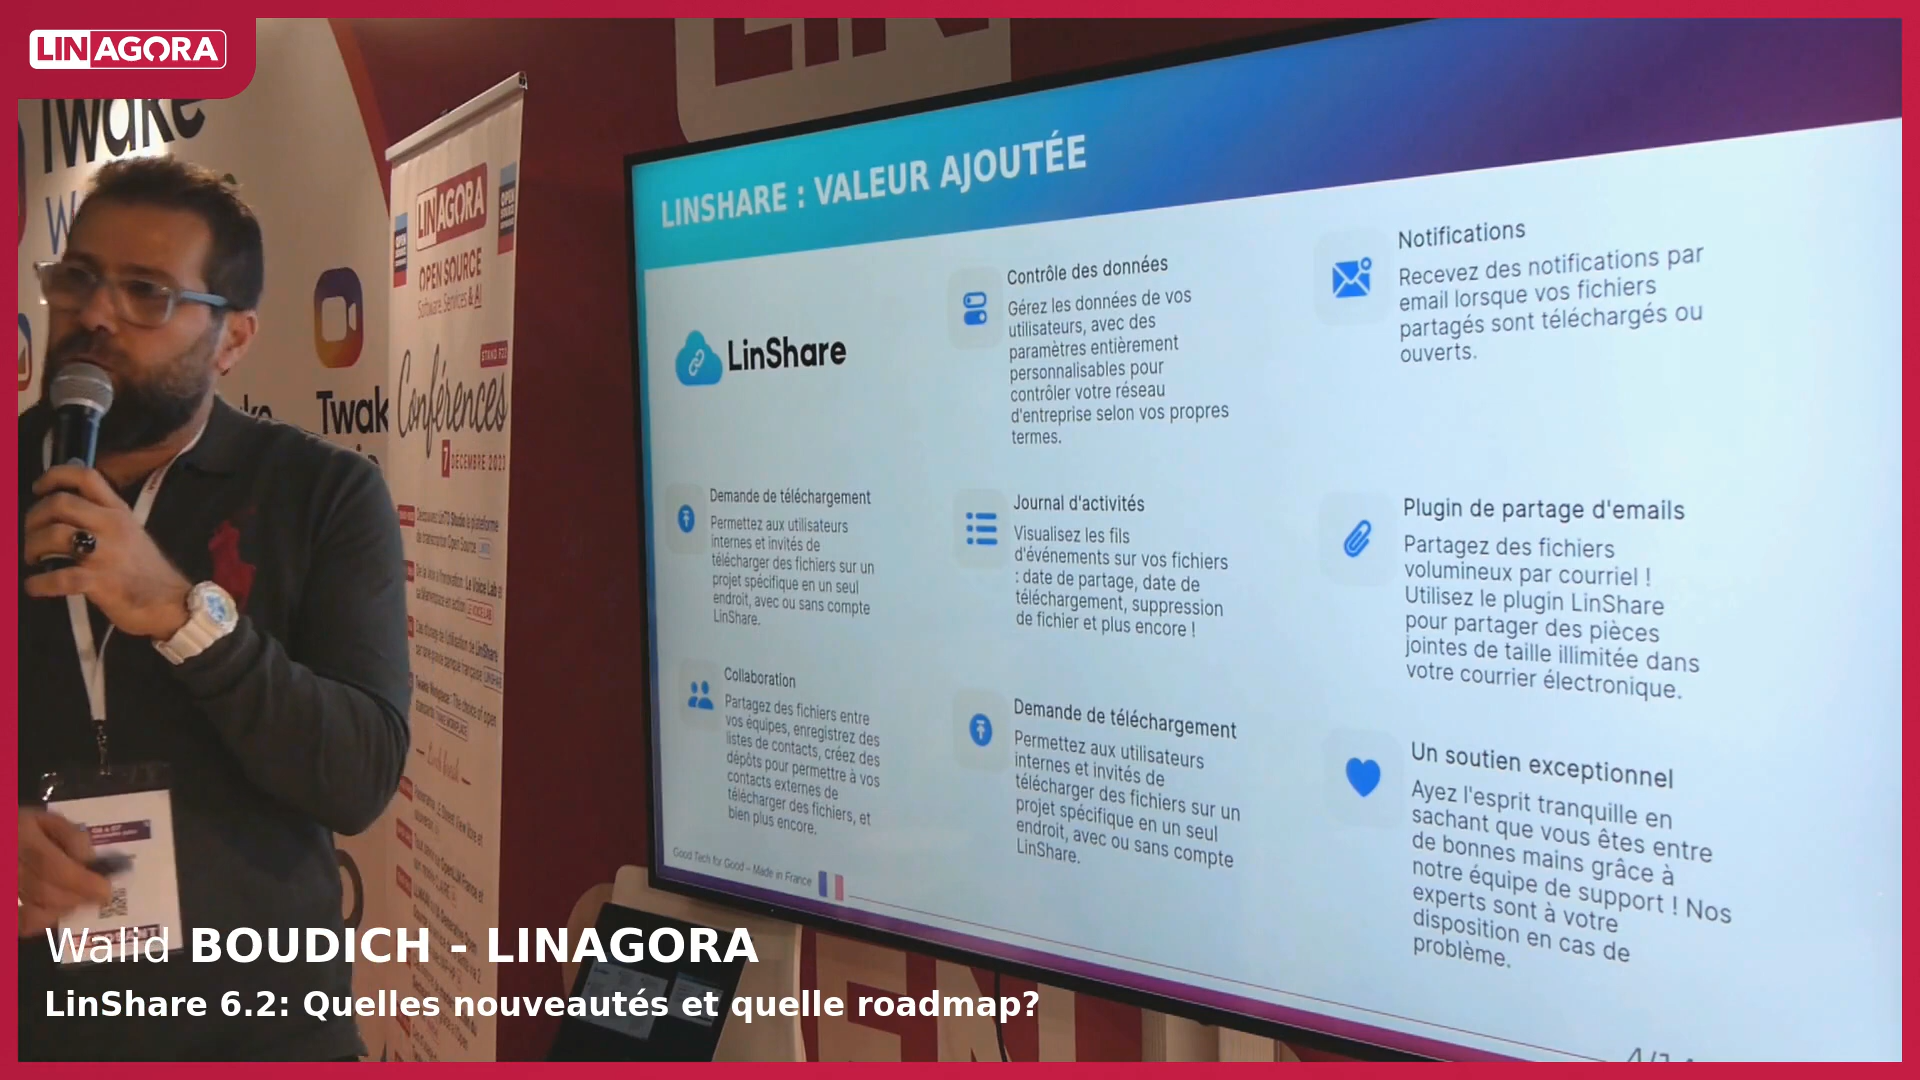 LINAGORA
Twake
LINAGORA
OPEN SOURCE
Software, Services & AI
STAND F22
Conférences
7 DÉCEMBRE 2023
Twak
LINSHARE : VALEUR AJOUTÉE
LinShare
Contrôle des données
Gérez les données de vos
utilisateurs, avec des
paramètres entièrement
personnalisables pour
contrôler votre réseau
d'entreprise selon vos propres
termes.
Notifications
Recevez des notifications par
email lorsque vos fichiers
partagés sont téléchargés ou
ouverts.
Demande de téléchargement
Permettez aux utilisateurs
internes et invités de
télécharger des fichiers sur un
projet spécifique en un seul
endroit, avec ou sans compte
LinShare.
Journal d'activités
Visualisez les fils
d'événements sur vos fichiers
: date de partage, date de
téléchargement, suppression
de fichier et plus encore !
Plugin de partage d'emails
Partagez des fichiers
volumineux par courriel !
Utilisez le plugin LinShare
pour partager des pièces
jointes de taille illimitée dans
votre courrier électronique.
Collaboration
Partagez des fichiers entre
vos équipes, enregistrez des
listes de contacts, créez des
dépôts pour permettre à vos
contacts externes de
télécharger des fichiers, et
bien plus encore.
Demande de téléchargement
Permettez aux utilisateurs
internes et invités de
télécharger des fichiers sur un
projet spécifique en un seul
endroit, avec ou sans compte
LinShare.
Un soutien exceptionnel
Ayez l'esprit tranquille en
sachant que vous êtes entre
de bonnes mains grâce à
notre équipe de support ! Nos
experts sont à votre
disposition en cas de
problème.
Good Tech for Good – Made in France
Walid BOUDICH - LINAGORA
LinShare 6.2: Quelles nouveautés et quelle roadmap?